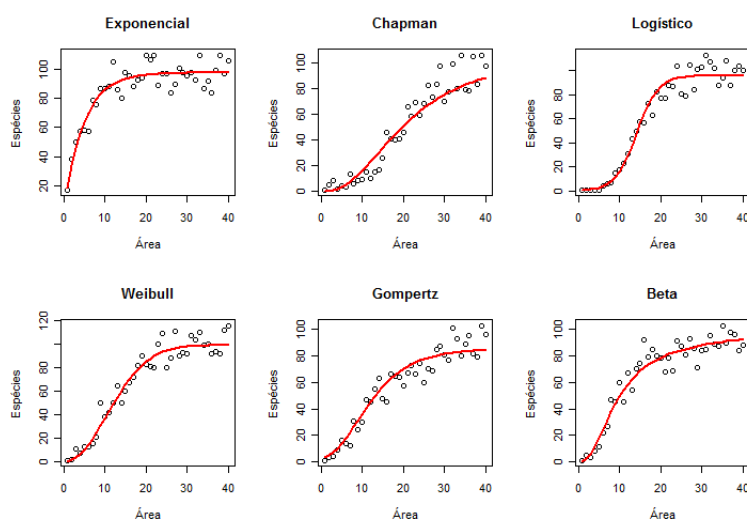 Exponencial
Espécies
20 40 60 80 100
0 10 20 30 40
Área
Chapman
Espécies
0 20 40 60 80 100
0 10 20 30 40
Área
Logístico
Espécies
0 20 40 60 80
0 10 20 30 40
Área
Weibull
Espécies
0 20 40 60 80 120
0 10 20 30 40
Área
Gompertz
Espécies
0 20 40 60 80 100
0 10 20 30 40
Área
Beta
Espécies
0 20 40 60 80 100
0 10 20 30 40
Área